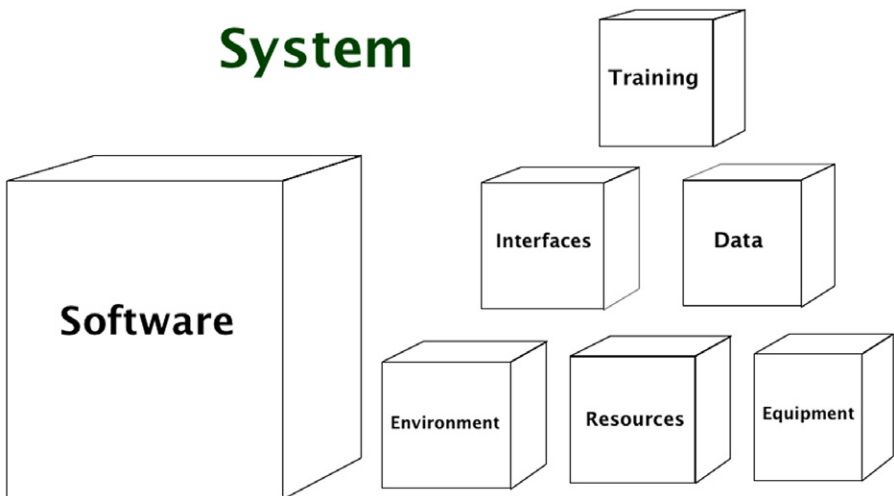 System
Training
Interfaces
Data
Software
Environment
Resources
Equipment